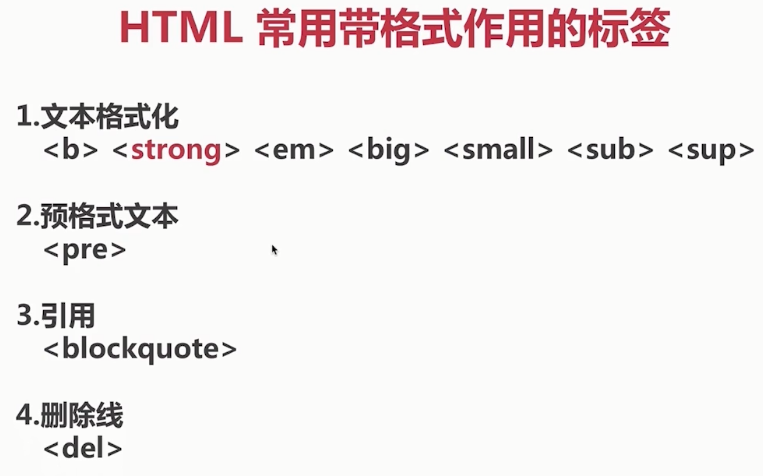 HTML 常用带格式作用的标签
1.文本格式化
<b> <strong> <em> <big> <small> <sub> <sup>
2.预格式文本
<pre>
3.引用
<blockquote>
4.删除线
<del>